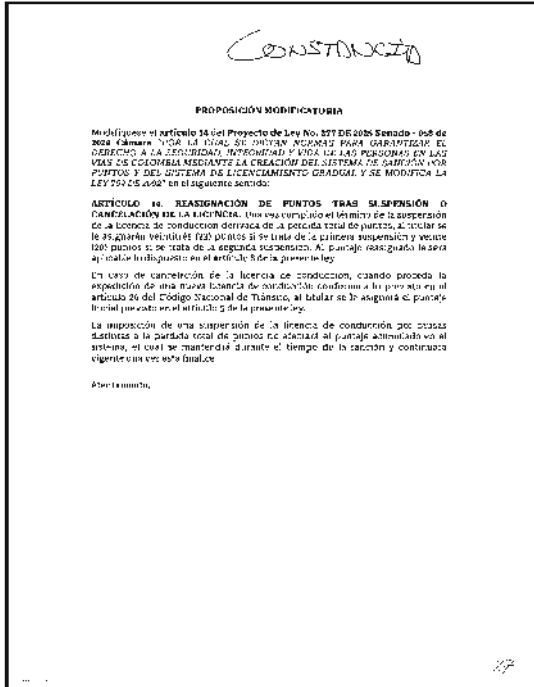 CONSTANCIA
PROPOSICIÓN MODIFICATORIA
Modifíquese el artículo 14 del Proyecto de Ley No. 277 DE 2025 Senado - 048 de
2024 Cámara "POR LA CUAL SE DICTAN NORMAS PARA GARANTIZAR EL
DERECHO A LA SEGURIDAD, INTEGRIDAD Y VIDA DE LAS PERSONAS EN LAS
VÍAS DE COLOMBIA MEDIANTE LA CREACIÓN DEL SISTEMA DE SANCIÓN POR
PUNTOS Y DEL SISTEMA DE LICENCIAMIENTO GRADUAL Y SE MODIFICA LA
LEY 769 DE 2002" en el siguiente sentido:
ARTÍCULO 14. REASIGNACIÓN DE PUNTOS TRAS SUSPENSIÓN O
CANCELACIÓN DE LA LICENCIA. Una vez cumplido el término de la suspensión
de la licencia de conducción derivada de la pérdida total de puntos, al titular se
le asignarán veintitrés (23) puntos si se trata de la primera suspensión y veinte
(20) puntos si se trata de la segunda suspensión. Al puntaje reasignado le será
aplicable lo dispuesto en el artículo 8 de la presente ley.
En caso de cancelación de la licencia de conducción, cuando proceda la
expedición de una nueva licencia de conducción conforme a lo previsto en el
artículo 26 del Código Nacional de Tránsito, al titular se le asignará el puntaje
inicial previsto en el artículo 5 de la presente ley.
La imposición de una suspensión de la licencia de conducción por causas
distintas a la pérdida total de puntos no afectará el puntaje acumulado en el
sistema, el cual se mantendrá durante el tiempo de la sanción y continuará
vigente una vez esta finalice.
Atentamente,